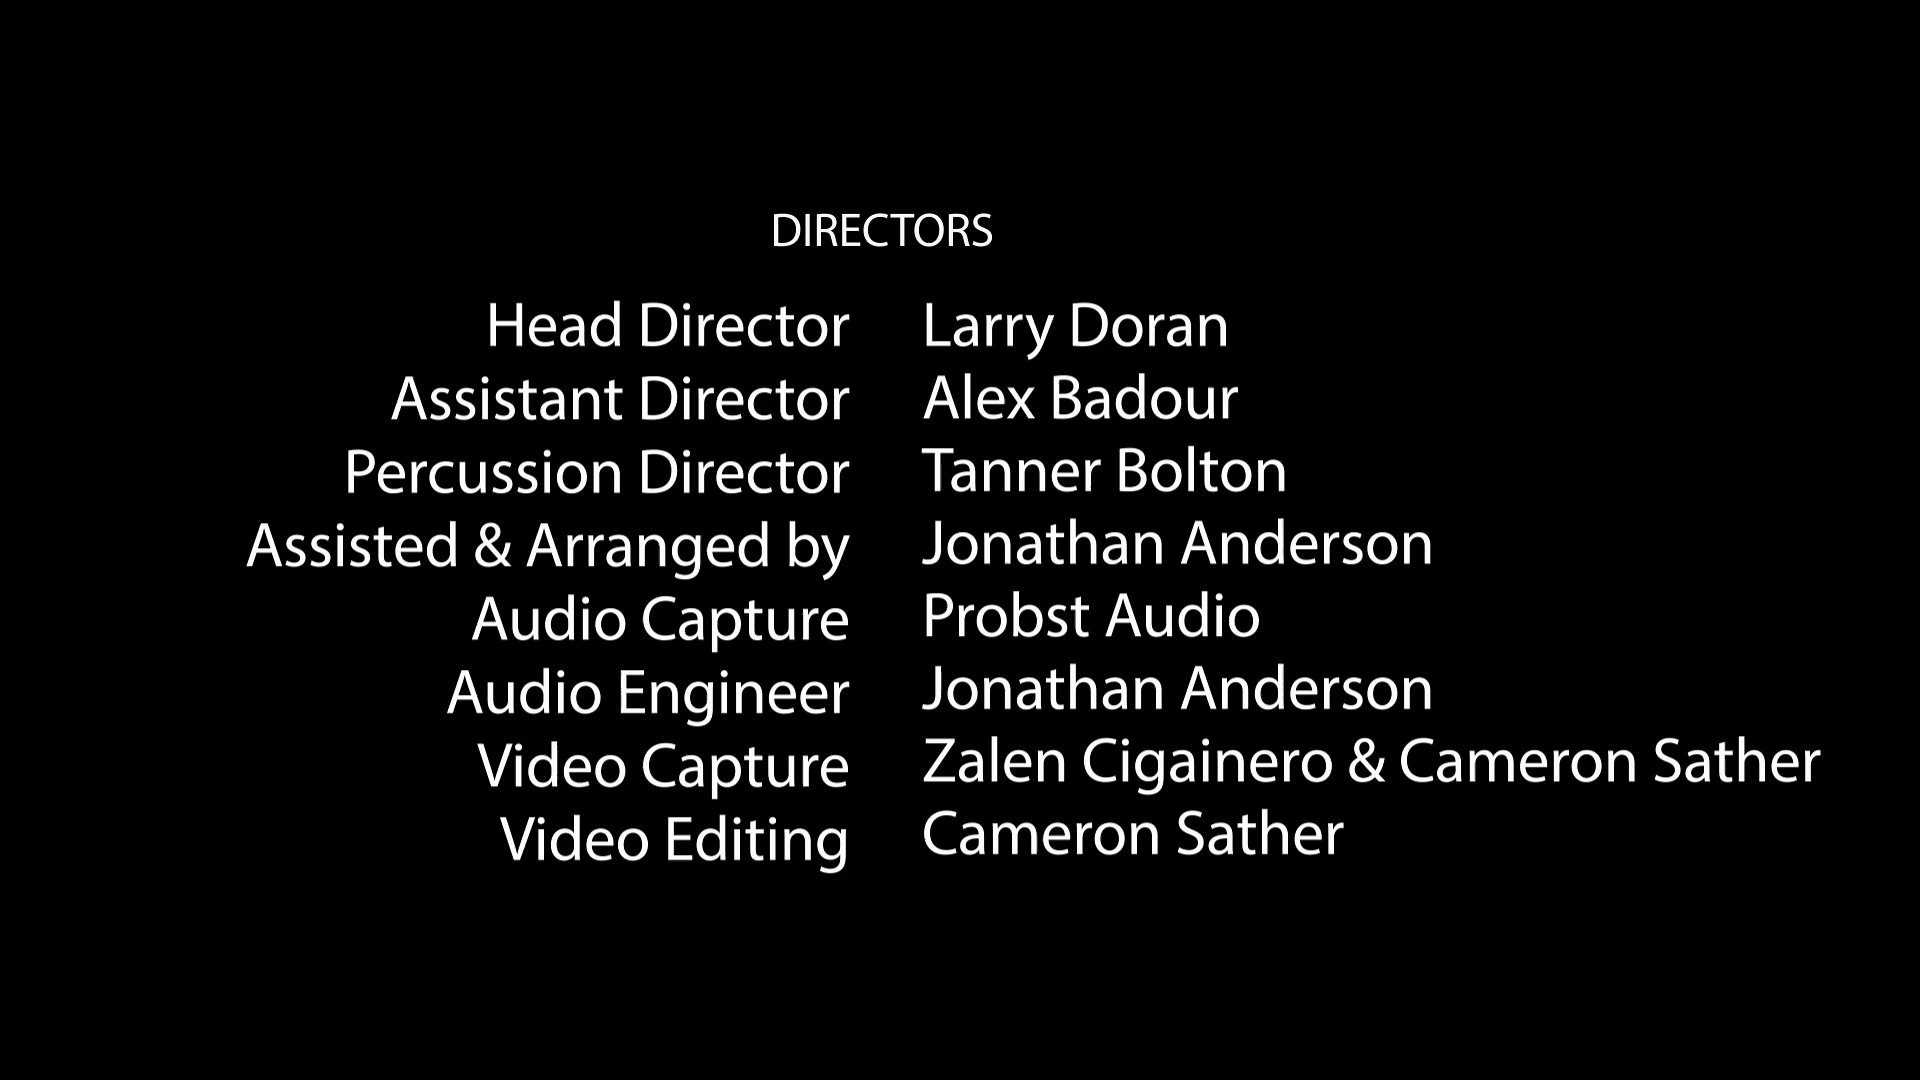 DIRECTORS
Head Director Larry Doran
Assistant Director Alex Badour
Percussion Director Tanner Bolton
Assisted & Arranged by Jonathan Anderson
Audio Capture Probst Audio
Audio Engineer Jonathan Anderson
Video Capture Zalen Cigainero & Cameron Sather
Video Editing Cameron Sather